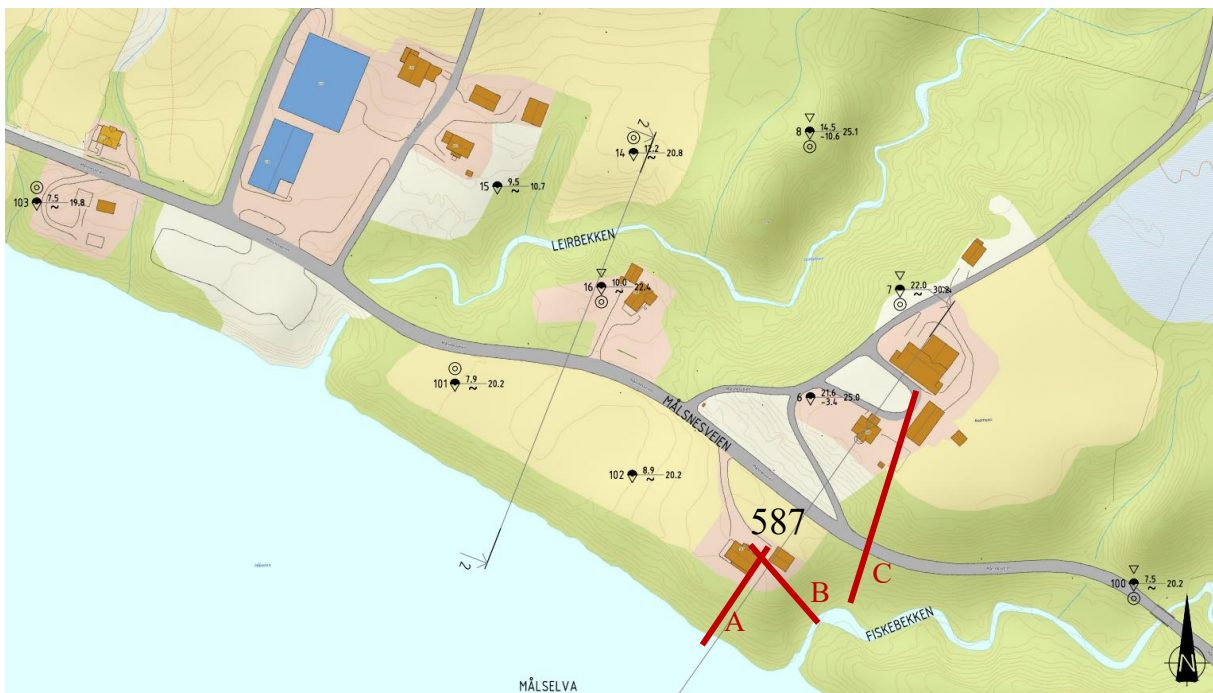 2
14 12.2 20.8
~
8 14.5 25.1
-10.6
15 9.5 10.7
~
103 7.5 19.8
~
LEIRBEKKEN
16 10.0 22.4
~
7 22.0 30.2
~
101 7.9 20.2
~
6 21.6 25.0
-3.4
MÅLSNESVEIEN
102 8.9 20.2
~
587
2
A
B
C
100 7.5 20.2
~
FISKEBEKKEN
N
MÅLSELVA